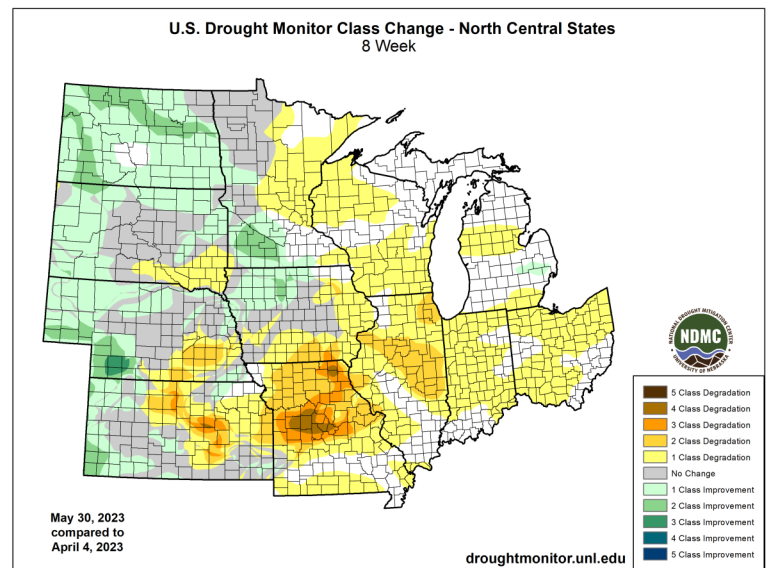 U.S. Drought Monitor Class Change - North Central States
8 Week
NATIONAL DROUGHT MITIGATION CENTER
NDMC
UNIVERSITY OF NEBRASKA
5 Class Degradation
4 Class Degradation
3 Class Degradation
2 Class Degradation
1 Class Degradation
No Change
1 Class Improvement
2 Class Improvement
3 Class Improvement
4 Class Improvement
5 Class Improvement
May 30, 2023
compared to
April 4, 2023
droughtmonitor.unl.edu